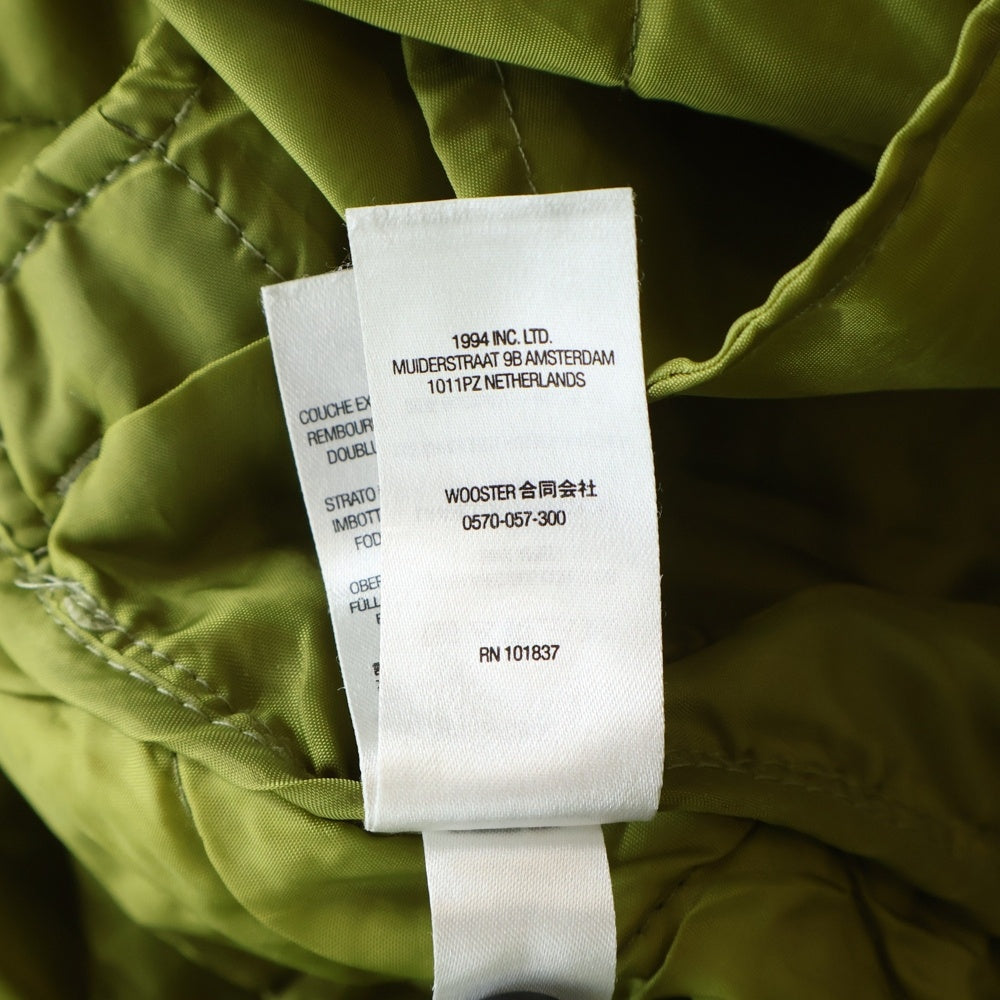 1994 INC. LTD.
MUIDERSTRAAT 9B AMSTERDAM
1011PZ NETHERLANDS
WOOSTER 合同会社
0570-057-300
RN 101837
COUCHE EX
REMBOUR
DOUBLU
STRATO
IMBOTT
FOD
OBER
FÜLL